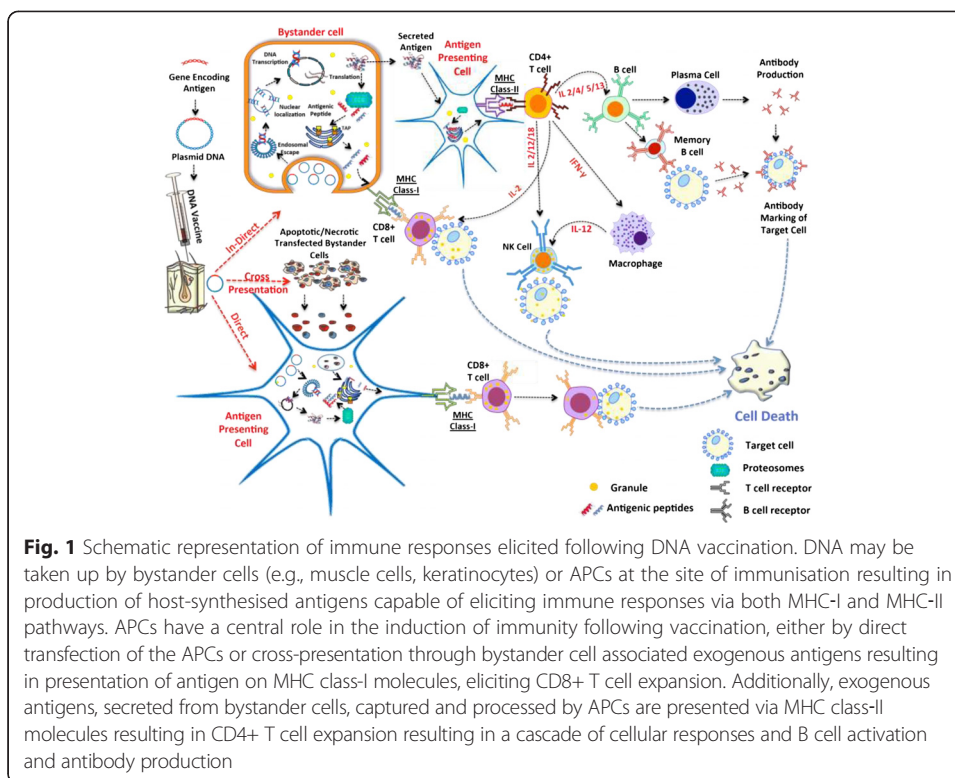 Bystander cell
DNA
Transcription
Translation
Nuclear
localization
Antigenic
Peptide
TAP
Endosomal
Escape
Secreted
Antigen
Antigen
Presenting
Cell
MHC
Class-II
CD4+
T cell
IL 2/4/ 5/13
B cell
Plasma Cell
Antibody
Production
Memory
B cell
Antibody
Marking of
Target Cell
Gene Encoding
Antigen
Plasmid DNA
DNA Vaccine
In-Direct
Cross
Presentation
Direct
Apoptotic/Necrotic
Transfected Bystander
Cells
MHC
Class-I
CD8+
T cell
IL-2
IL 2/12/18
IFN-γ
NK Cell
IL-12
Macrophage
Antigen
Presenting
Cell
MHC
Class-I
CD8+
T cell
Cell Death
Target cell
Proteosomes
T cell receptor
B cell receptor
Granule
Antigenic peptides
Fig. 1 Schematic representation of immune responses elicited following DNA vaccination. DNA may be
taken up by bystander cells (e.g., muscle cells, keratinocytes) or APCs at the site of immunisation resulting in
production of host-synthesised antigens capable of eliciting immune responses via both MHC-I and MHC-II
pathways. APCs have a central role in the induction of immunity following vaccination, either by direct
transfection of the APCs or cross-presentation through bystander cell associated exogenous antigens resulting
in presentation of antigen on MHC class-I molecules, eliciting CD8+ T cell expansion. Additionally, exogenous
antigens, secreted from bystander cells, captured and processed by APCs are presented via MHC class-II
molecules resulting in CD4+ T cell expansion resulting in a cascade of cellular responses and B cell activation
and antibody production